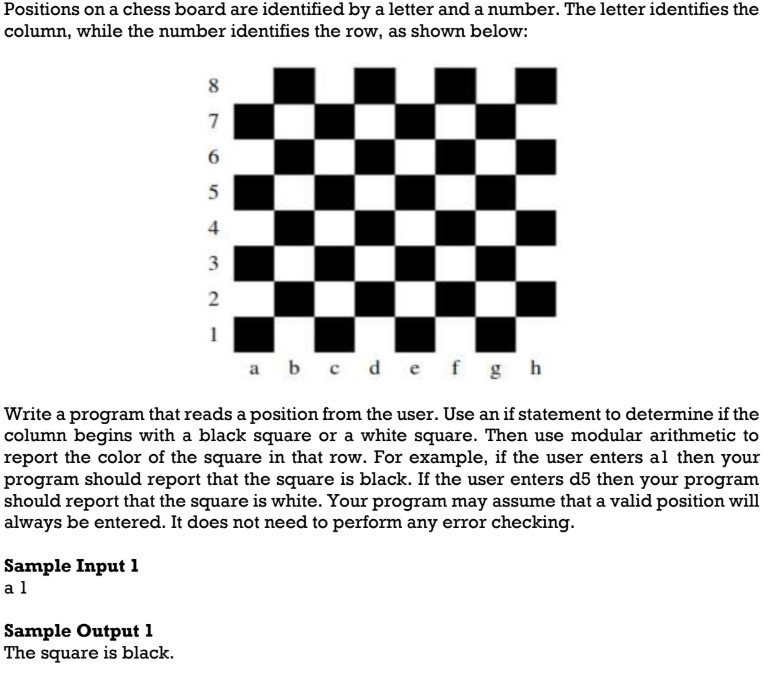 Positions on a chess board are identified by a letter and a number. The letter identifies the
column, while the number identifies the row, as shown below:
8
7
6
5
4
3
2
1
a b c d e f g h
Write a program that reads a position from the user. Use an if statement to determine if the
column begins with a black square or a white square. Then use modular arithmetic to
report the color of the square in that row. For example, if the user enters a1 then your
program should report that the square is black. If the user enters d5 then your program
should report that the square is white. Your program may assume that a valid position will
always be entered. It does not need to perform any error checking.
Sample Input 1
a 1
Sample Output 1
The square is black.